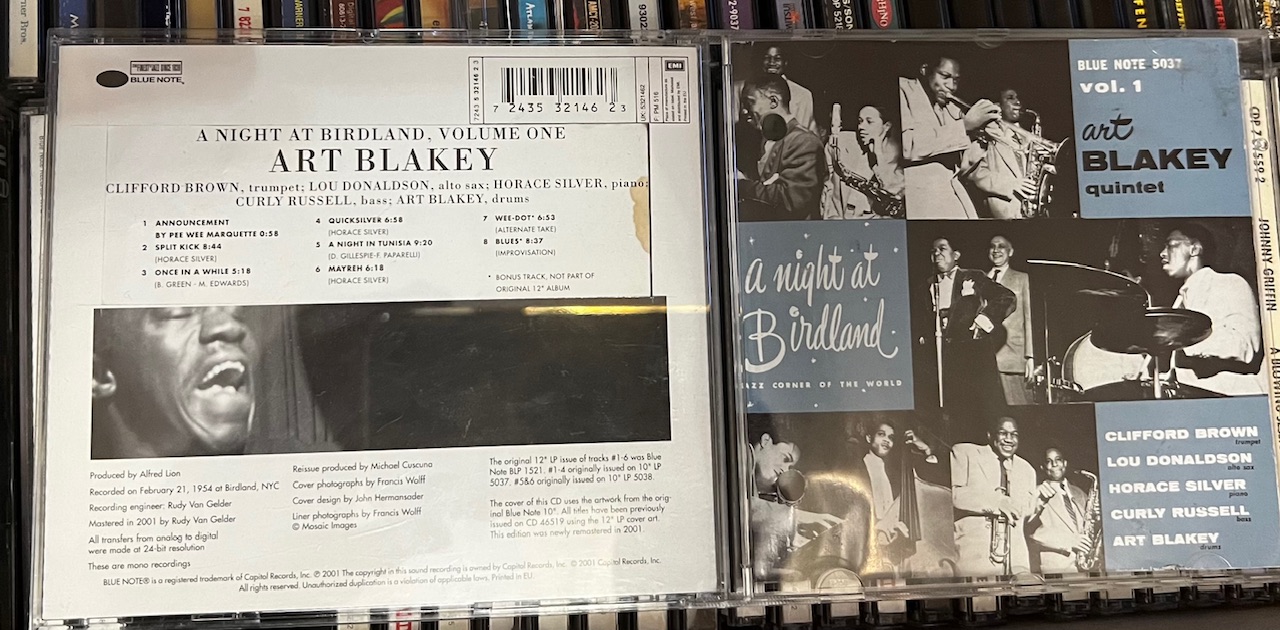 BLUE NOTE
7243 5 32146 2 3
7 2435 32146 2 3
UK: 5321462
F: PM 518
EMI
A NIGHT AT BIRDLAND, VOLUME ONE
ART BLAKEY
CLIFFORD BROWN, trumpet; LOU DONALDSON, alto sax; HORACE SILVER, piano;
CURLY RUSSELL, bass; ART BLAKEY, drums
1 ANNOUNCEMENT
BY PEE WEE MARQUETTE 0:58
2 SPLIT KICK 8:44
(HORACE SILVER)
3 ONCE IN A WHILE 5:18
(B. GREEN - M. EDWARDS)
4 QUICKSILVER 6:58
(HORACE SILVER)
5 A NIGHT IN TUNISIA 9:20
(D. GILLESPIE-F. PAPARELLI)
6 MAYREH 6:18
(HORACE SILVER)
7 WEE-DOT* 6:53
(ALTERNATE TAKE)
8 BLUES* 8:37
(IMPROVISATION)
* BONUS TRACK, NOT PART OF
ORIGINAL 12" ALBUM
Produced by Alfred Lion
Recorded on February 21, 1954 at Birdland, NYC
Recording engineer: Rudy Van Gelder
Mastered in 2001 by Rudy Van Gelder
All transfers from analog to digital
were made at 24-bit resolution
These are mono recordings
Reissue produced by Michael Cuscuna
Cover photographs by Francis Wolff
Cover design by John Hermansader
Liner photographs by Francis Wolff
© Mosaic Images
The original 12" LP issue of tracks #1-6 was Blue
Note BLP 1521. #1-4 originally issued on 10" LP
5037. #5&6 originally issued on 10" LP 5038.
The cover of this CD uses the artwork from the orig-
inal Blue Note 10". All titles have been previously
issued on CD 46519 using the 12" LP cover art.
This edition was newly remastered in 2001.
BLUE NOTE® is a registered trademark of Capitol Records, Inc. ℗ 2001 The copyright in this sound recording is owned by Capitol Records, Inc. © 2001 Capitol Records, Inc.
All rights reserved. Unauthorized duplication is a violation of applicable laws. Printed in EU.
BLUE NOTE 5037
vol. 1
art
BLAKEY
quintet
a night at
Birdland
JAZZ CORNER OF THE WORLD
CLIFFORD BROWN
trumpet
LOU DONALDSON
alto sax
HORACE SILVER
piano
CURLY RUSSELL
bass
ART BLAKEY
drums
JOHNNY GRIFFIN